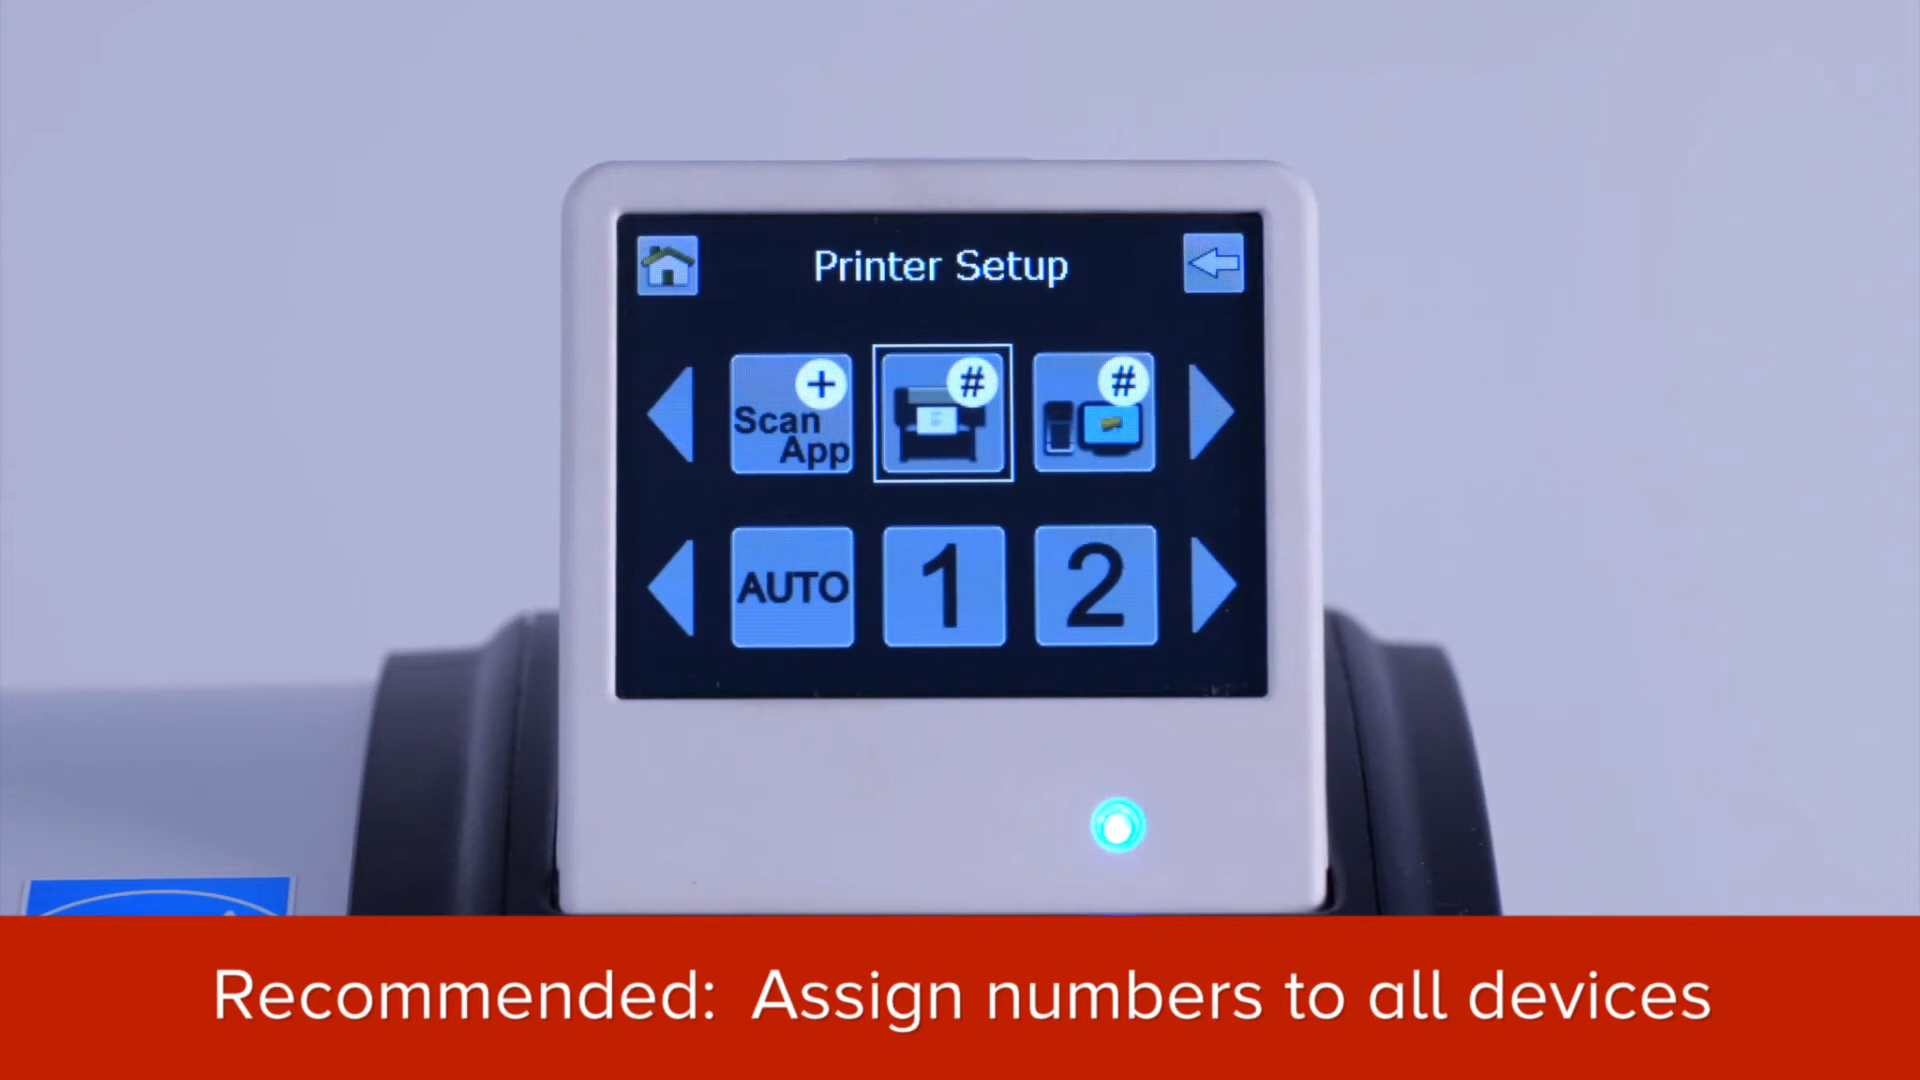 Printer Setup
+
Scan
App
#
#
AUTO
1
2
Recommended: Assign numbers to all devices